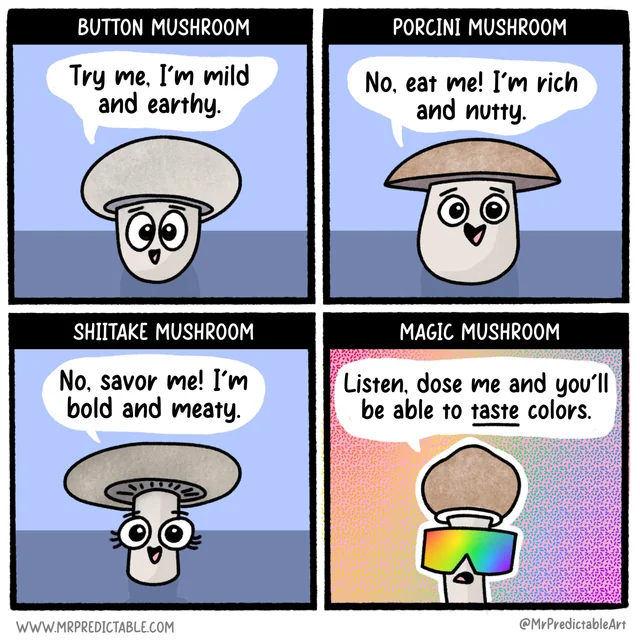 BUTTON MUSHROOM
Try me, I'm mild
and earthy.
PORCINI MUSHROOM
No, eat me! I'm rich
and nutty.
SHIITAKE MUSHROOM
No, savor me! I'm
bold and meaty.
MAGIC MUSHROOM
Listen, dose me and you'll
be able to taste colors.
WWW.MRPREDICTABLE.COM
@MrPredictableArt